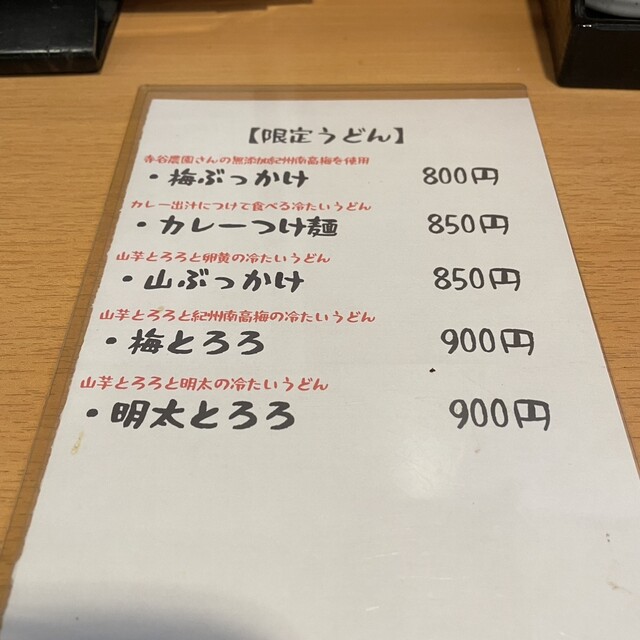 【限定うどん】
寺谷農園さんの無添加紀州南高梅を使用
・梅ぶっかけ 800円
カレー出汁につけて食べる冷たいうどん
・カレーつけ麺 850円
山芋とろろと卵黄の冷たいうどん
・山ぶっかけ 850円
山芋とろろと紀州南高梅の冷たいうどん
・梅とろろ 900円
山芋とろろと明太の冷たいうどん
・明太とろろ 900円